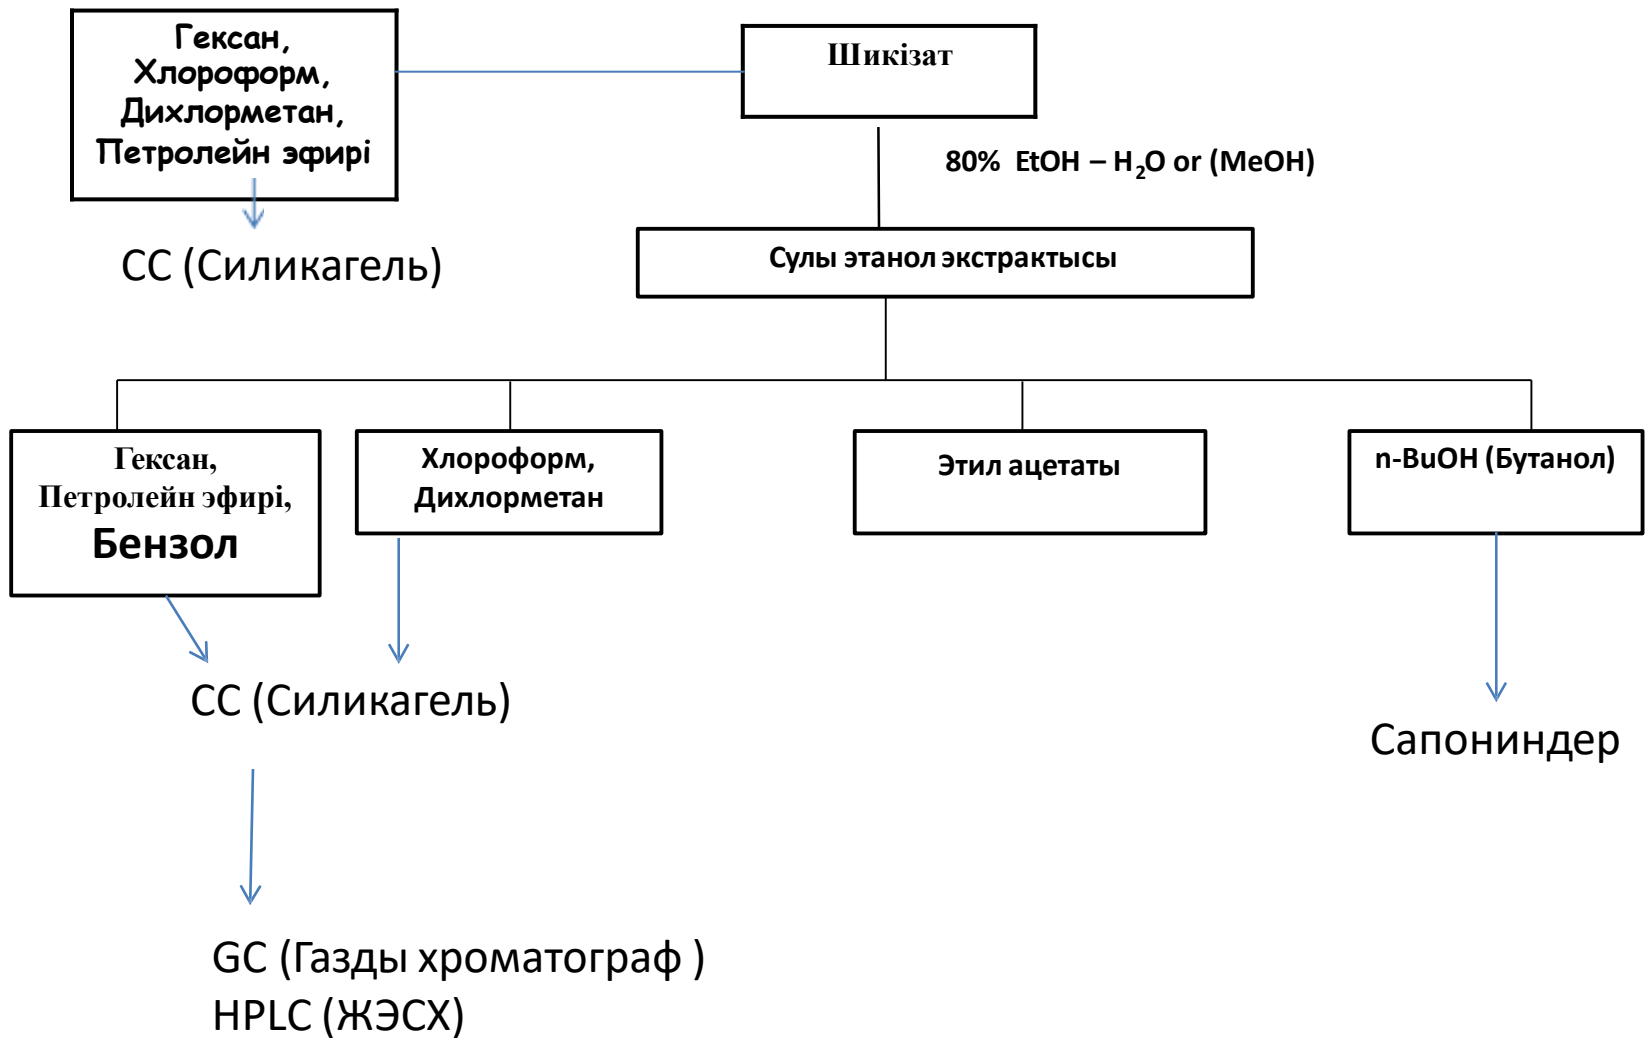 Гексан,
Хлороформ,
Дихлорметан,
Петролейн эфирі
Шикізат
80% EtOH – H₂O or (MeOH)
CC (Силикагель)
Сулы этанол экстрактысы
Гексан,
Петролейн эфирі,
Бензол
Хлороформ,
Дихлорметан
Этил ацетаты
n-BuOH (Бутанол)
CC (Силикагель)
Сапониндер
GC (Газды хроматограф )
HPLC (ЖЭСХ)